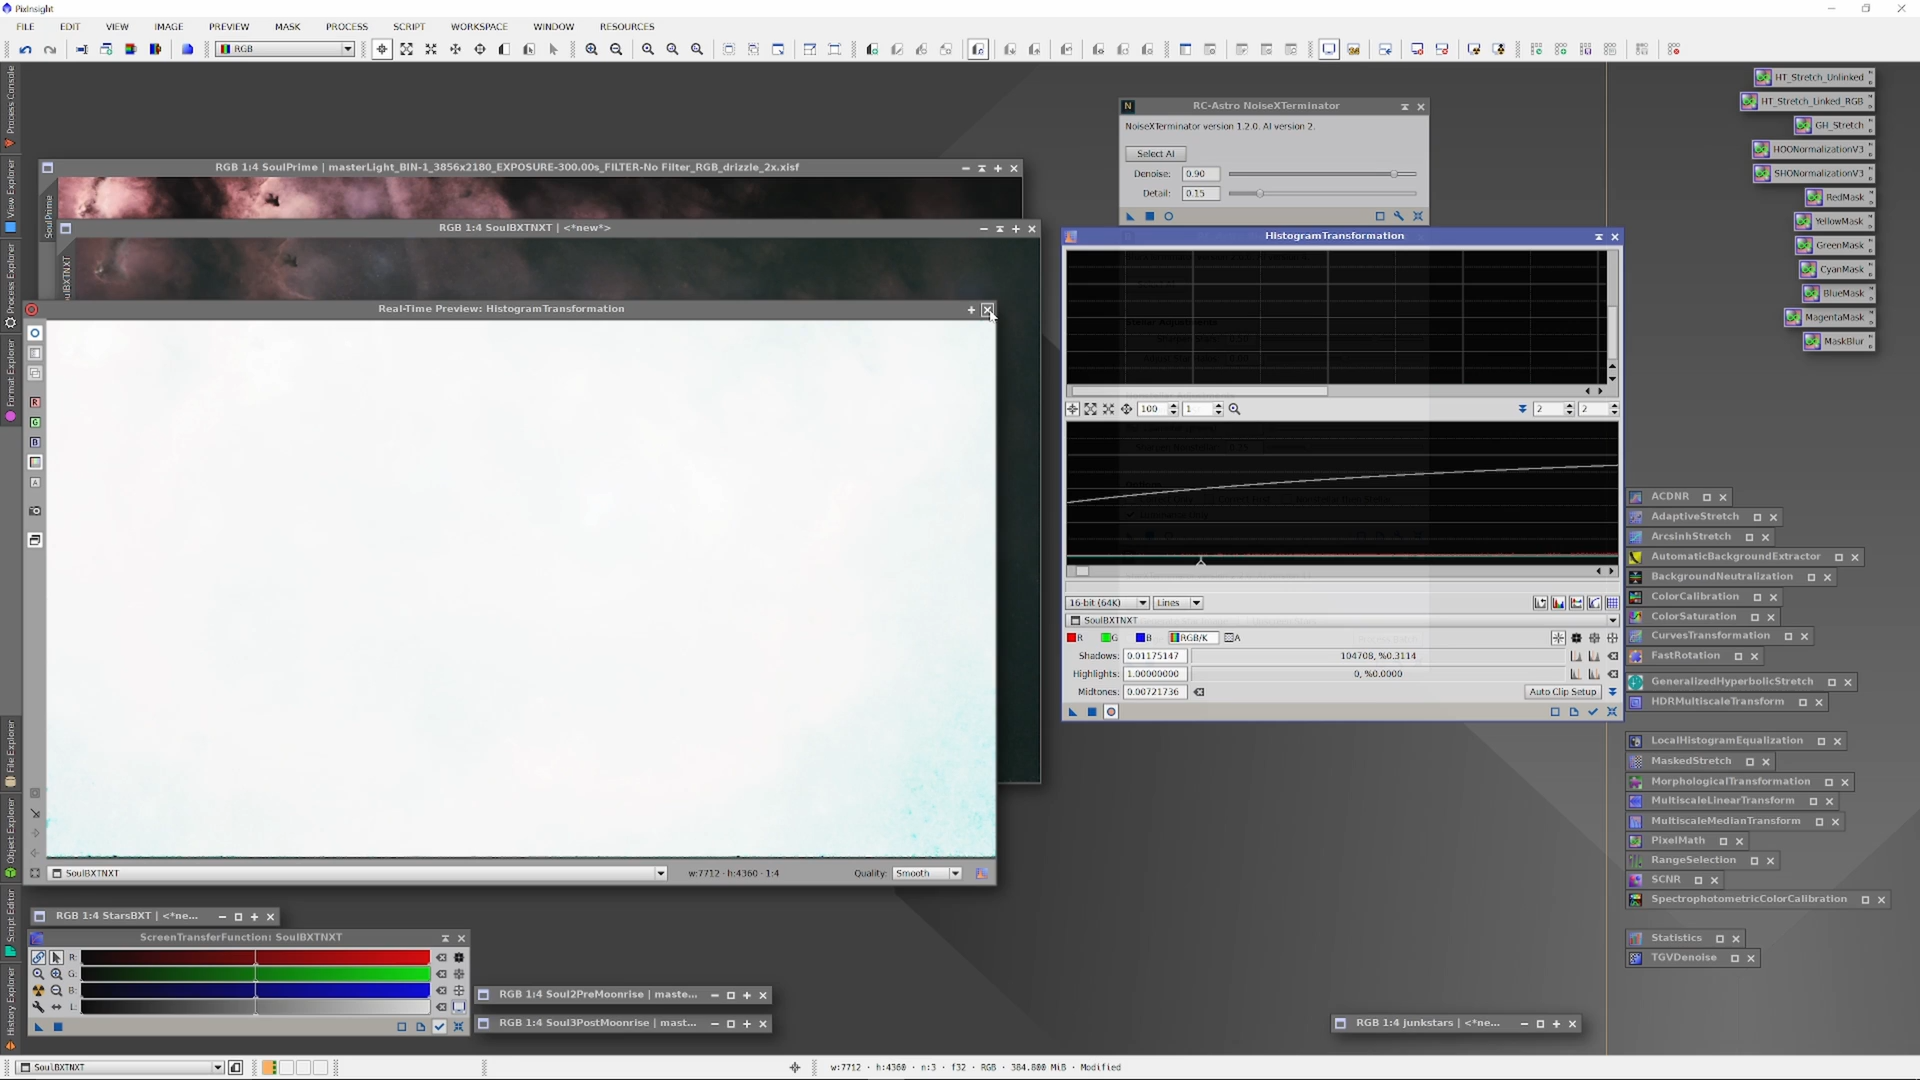 PixInsight
FILE EDIT VIEW IMAGE PREVIEW MASK PROCESS SCRIPT WORKSPACE WINDOW RESOURCES
RGB
Process Console
View Explorer
Process Explorer
Format Explorer
File Explorer
Object Explorer
Script Editor
History Explorer
RGB 1:4 SoulPrime | masterLight_BIN-1_3856x2180_EXPOSURE-300.00s_FILTER-No Filter_RGB_drizzle_2x.xisf
SoulPrime
RGB 1:4 SoulBXTNXT | <*new*>
Real-Time Preview: HistogramTransformation
R
G
B
A
SoulBXTNXT
w:7712 · h:4360 · 1:4
Quality: Smooth
RC-Astro NoiseXTerminator
NoiseXTerminator version 1.2.0, AI version 2.
Select AI
Denoise: 0.90
Detail: 0.15
HistogramTransformation
100 1 2 2
16-bit (64K) Lines
SoulBXTNXT
R G B RGB/K A
Shadows: 0.01175147 104708, %0.3114
Highlights: 1.00000000 0, %0.0000
Midtones: 0.00721736 Auto Clip Setup
HT_Stretch_Unlinked
HT_Stretch_Linked_RGB
GH_Stretch
HOONormalizationV3
SHONormalizationV3
RedMask
YellowMask
GreenMask
CyanMask
BlueMask
MagentaMask
MaskBlur
ACDNR
AdaptiveStretch
ArcsinhStretch
AutomaticBackgroundExtractor
BackgroundNeutralization
ColorCalibration
ColorSaturation
CurvesTransformation
FastRotation
GeneralizedHyperbolicStretch
HDRMultiscaleTransform
LocalHistogramEqualization
MaskedStretch
MorphologicalTransformation
MultiscaleLinearTransform
MultiscaleMedianTransform
PixelMath
RangeSelection
SCNR
SpectrophotometricColorCalibration
Statistics
TGVDenoise
RGB 1:4 StarsBXT | <*ne...
ScreenTransferFunction: SoulBXTNXT
R:
G:
B:
L:
RGB 1:4 Soul2PreMoonrise | maste...
RGB 1:4 Soul3PostMoonrise | mast...
RGB 1:4 junkstars | <*ne...
SoulBXTNXT
w:7712 · h:4360 · n:3 · f32 · RGB · 384.800 MiB · Modified